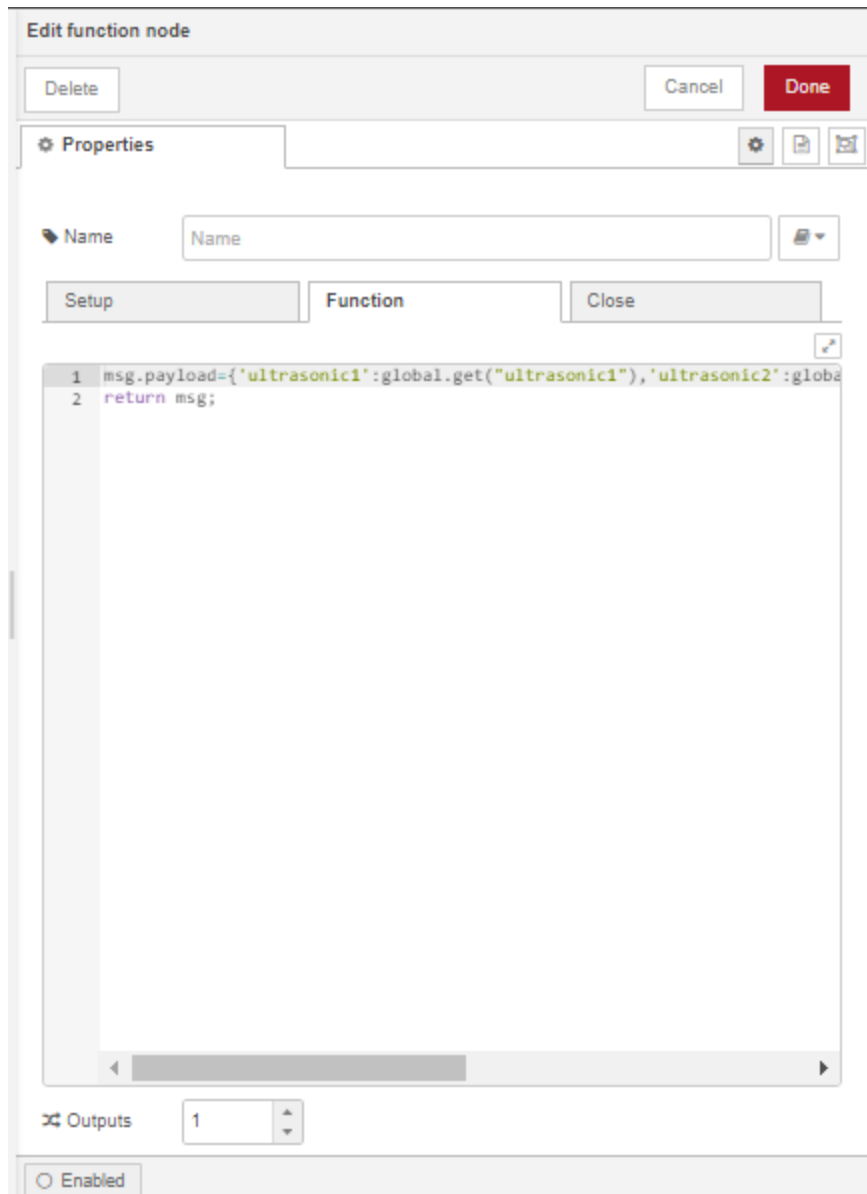 Edit function node
Delete
Cancel
Done
Properties
Name
Name
Setup
Function
Close
1 msg.payload={'ultrasonic1':global.get("ultrasonic1"),'ultrasonic2':globa
2 return msg;
Outputs
1
Enabled